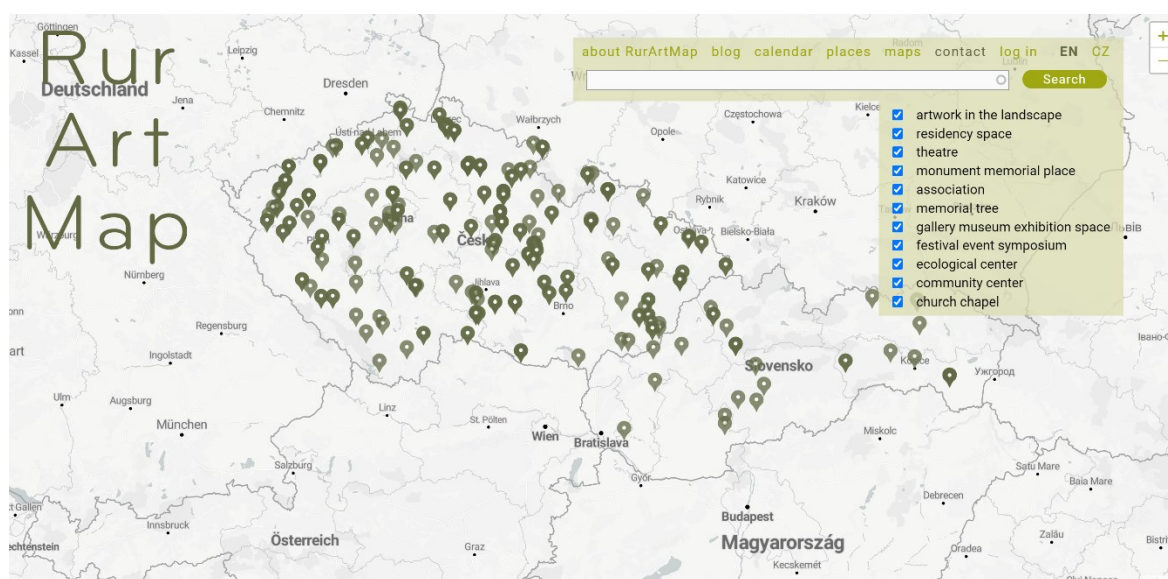 Rur
Art
Map
about RurArtMap blog calendar places maps contact log in EN CZ
Search
artwork in the landscape
residency space
theatre
monument memorial place
association
memorial tree
gallery museum exhibition space
festival event symposium
ecological center
community center
church chapel
+
−
Göttingen
Kassel
Leipzig
Deutschland
Dresden
Jena
Chemnitz
Ústí nad Labem
Wałbrzych
Opole
Częstochowa
Kielce
Radom
Lublin
Katowice
Kraków
Rybnik
Bielsko-Biała
Würzburg
Nürnberg
Jihlava
Brno
Regensburg
Ingolstadt
Slovensko
Košice
Ужгород
Ulm
Augsburg
München
Linz
St. Pölten
Wien
Bratislava
Miskolc
Salzburg
Győr
Satu Mare
Baia Mare
Debrecen
Innsbruck
Österreich
Budapest
Magyarország
Graz
Zalău
Oradea
Kecskemét